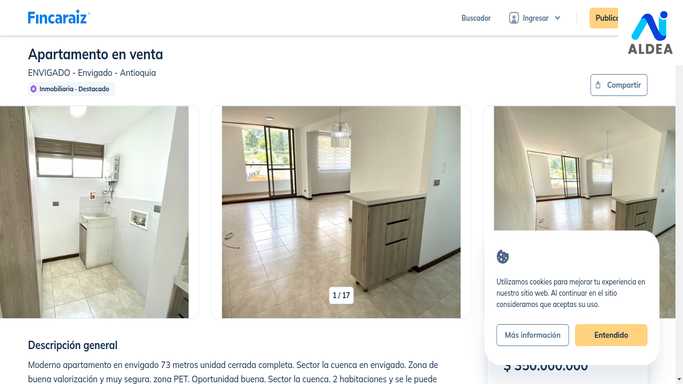 Fincaraiz
Buscador
Ingresar
Public
ALDEA
Apartamento en venta
ENVIGADO - Envigado - Antioquia
Inmobiliaria · Destacado
Compartir
1 / 17
Utilizamos cookies para mejorar tu experiencia en
nuestro sitio web. Al continuar en el sitio
consideramos que aceptas su uso.
Más información
Entendido
$ 350.000.000
Descripción general
Moderno apartamento en envigado 73 metros unidad cerrada completa. Sector la cuenca en envigado. Zona de
buena valorización y muy segura. zona PET. Oportunidad buena. Sector la cuenca. 2 habitaciones y se le puede